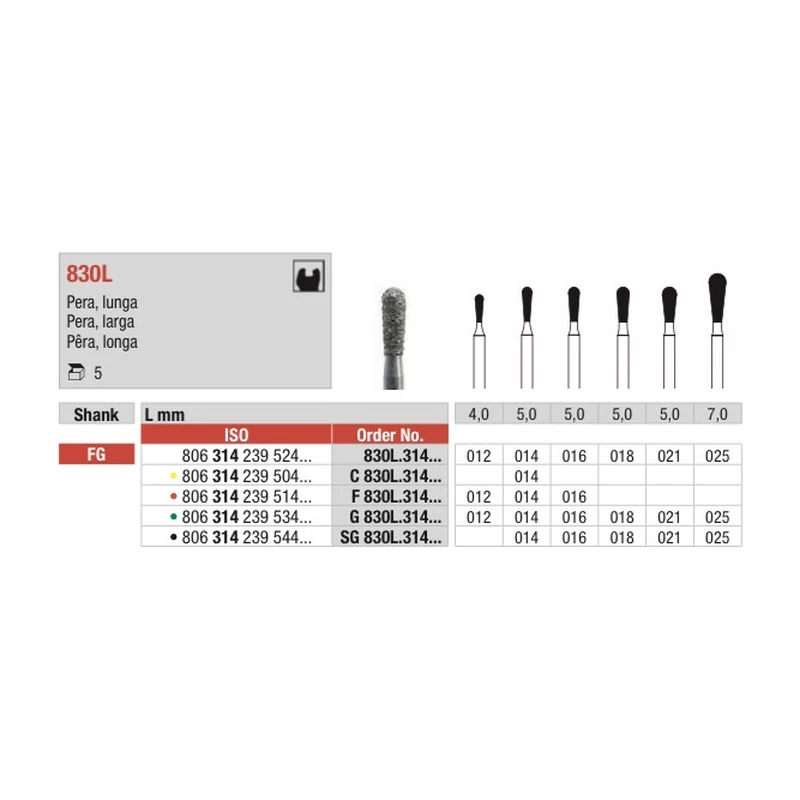 830L
Pera, lunga
Pera, larga
Pêra, longa
5
Shank L mm 4,0 5,0 5,0 5,0 5,0 7,0
ISO Order No.
FG 806 314 239 524... 830L.314... 012 014 016 018 021 025
806 314 239 504... C 830L.314... 014
806 314 239 514... F 830L.314... 012 014 016
806 314 239 534... G 830L.314... 012 014 016 018 021 025
806 314 239 544... SG 830L.314... 014 016 018 021 025